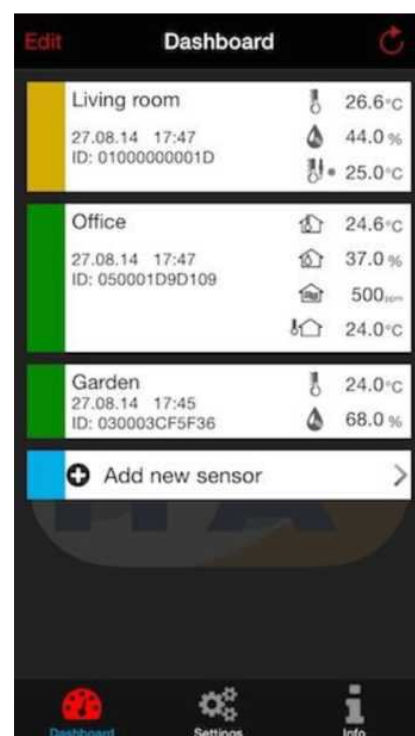 Edit Dashboard
Living room 26.6°C
27.08.14 17:47 44.0 %
ID: 01000000001D 25.0°C
Office 24.6°C
27.08.14 17:47 37.0 %
ID: 050001D9D109
500 ppm
24.0°C
Garden 24.0°C
27.08.14 17:45
ID: 030003CF5F36 68.0 %
Add new sensor
Dashboard Settings Info